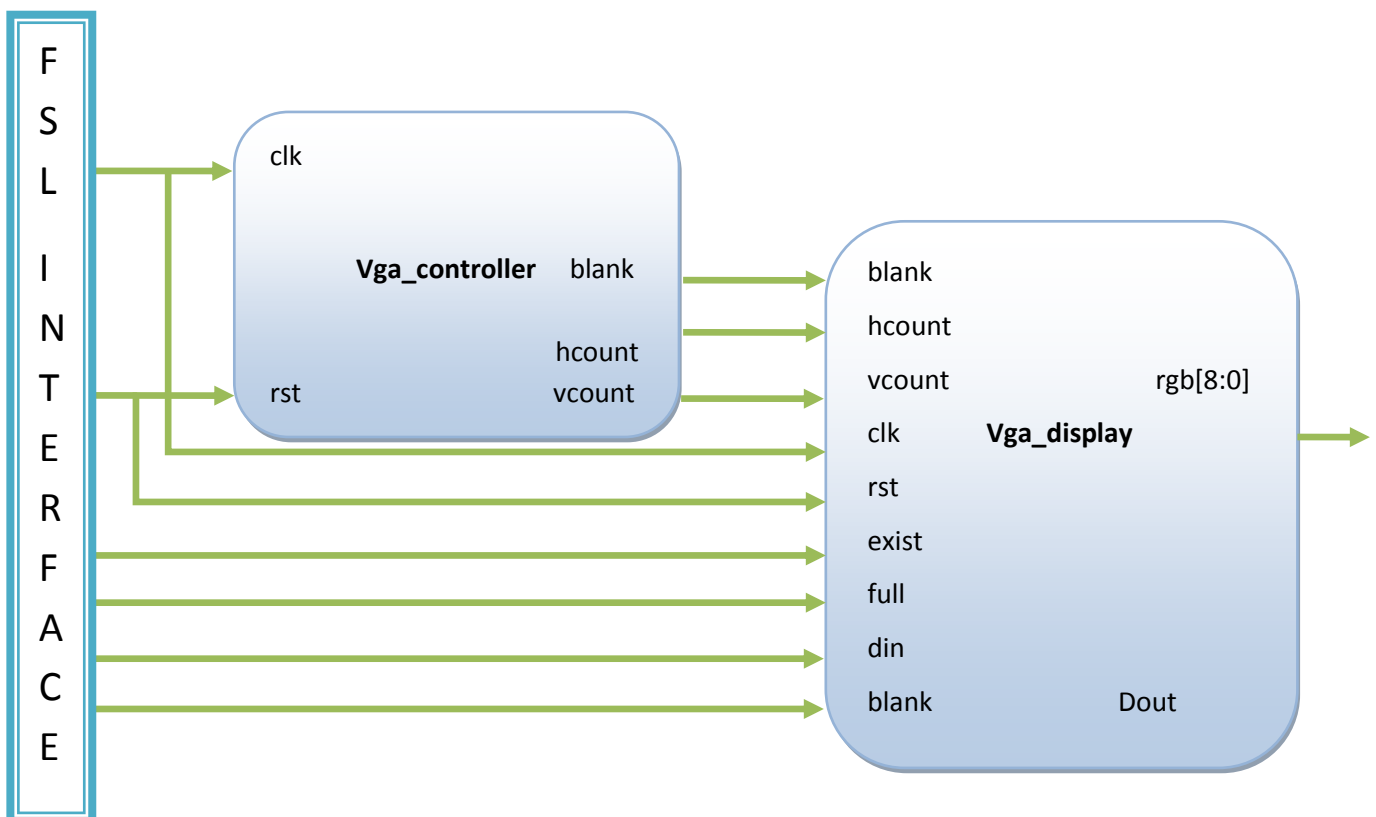 F
S
L
I
N
T
E
R
F
A
C
E
clk
Vga_controller blank
hcount
rst vcount
blank
hcount
vcount rgb[8:0]
clk Vga_display
rst
exist
full
din
blank Dout